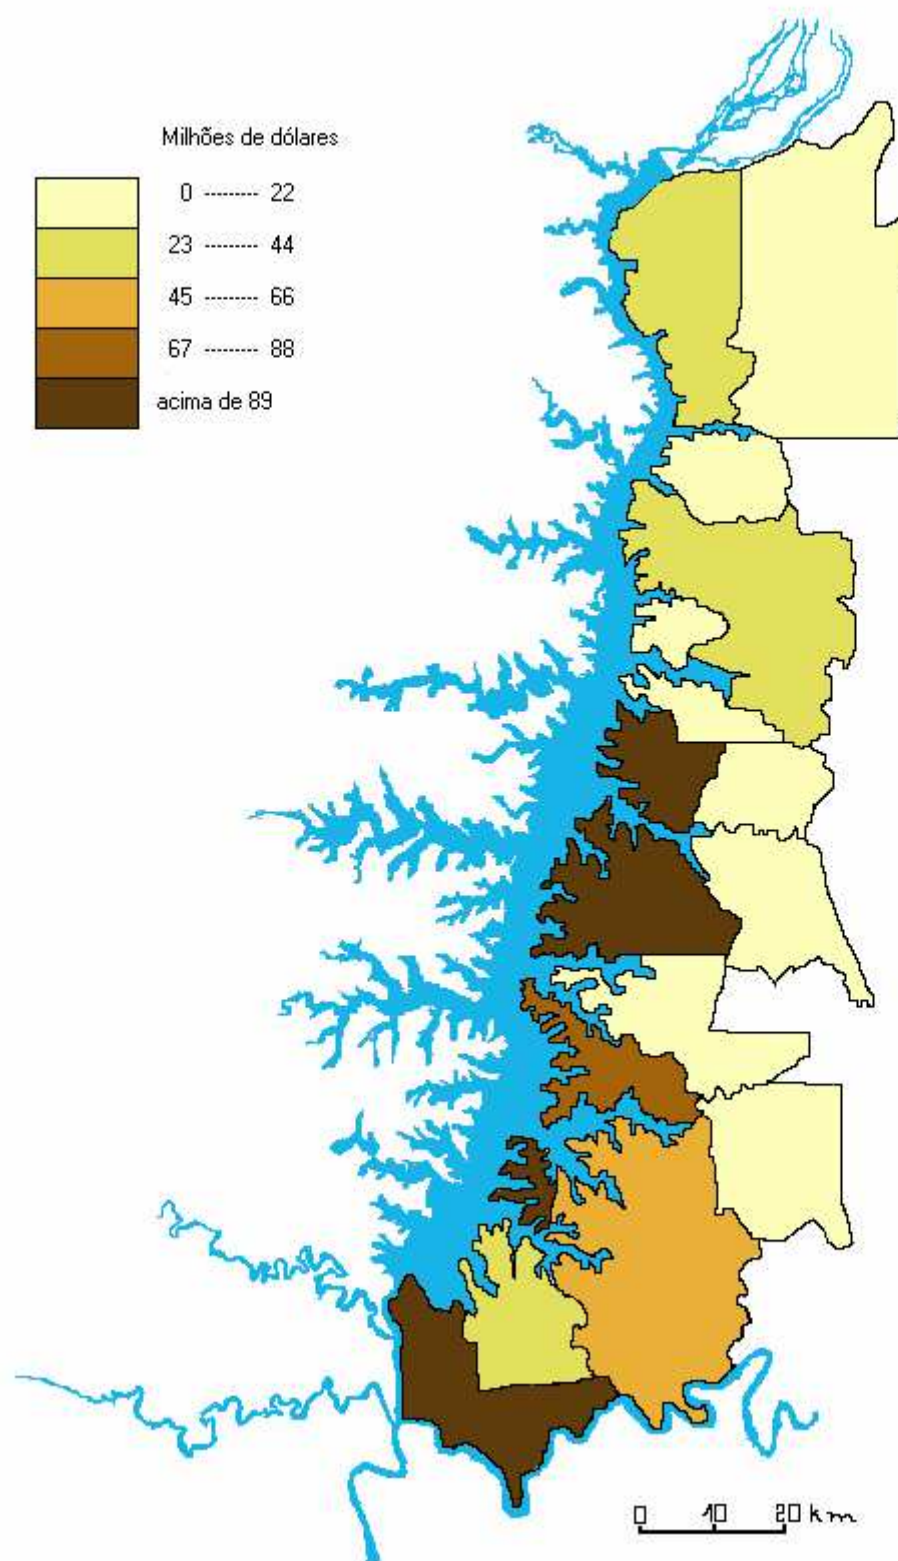 Milhões de dólares
0 --------- 22
23 --------- 44
45 --------- 66
67 --------- 88
acima de 89
0 10 20 km